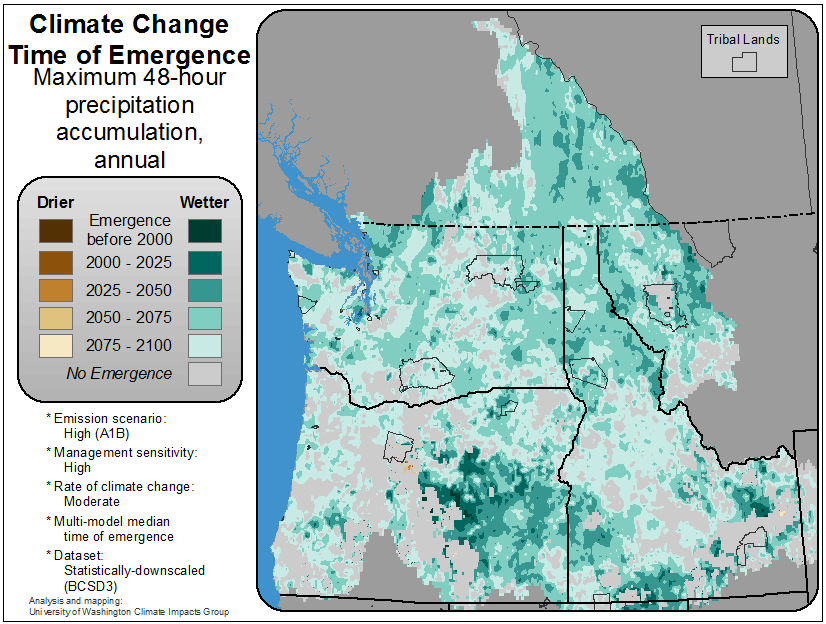 Climate Change
Time of Emergence
Maximum 48-hour
precipitation
accumulation,
annual
Drier
Wetter
Emergence
before 2000
2000 - 2025
2025 - 2050
2050 - 2075
2075 - 2100
No Emergence
* Emission scenario:
High (A1B)
* Management sensitivity:
High
* Rate of climate change:
Moderate
* Multi-model median
time of emergence
* Dataset:
Statistically-downscaled
(BCSD3)
Analysis and mapping:
University of Washington Climate Impacts Group
Tribal Lands